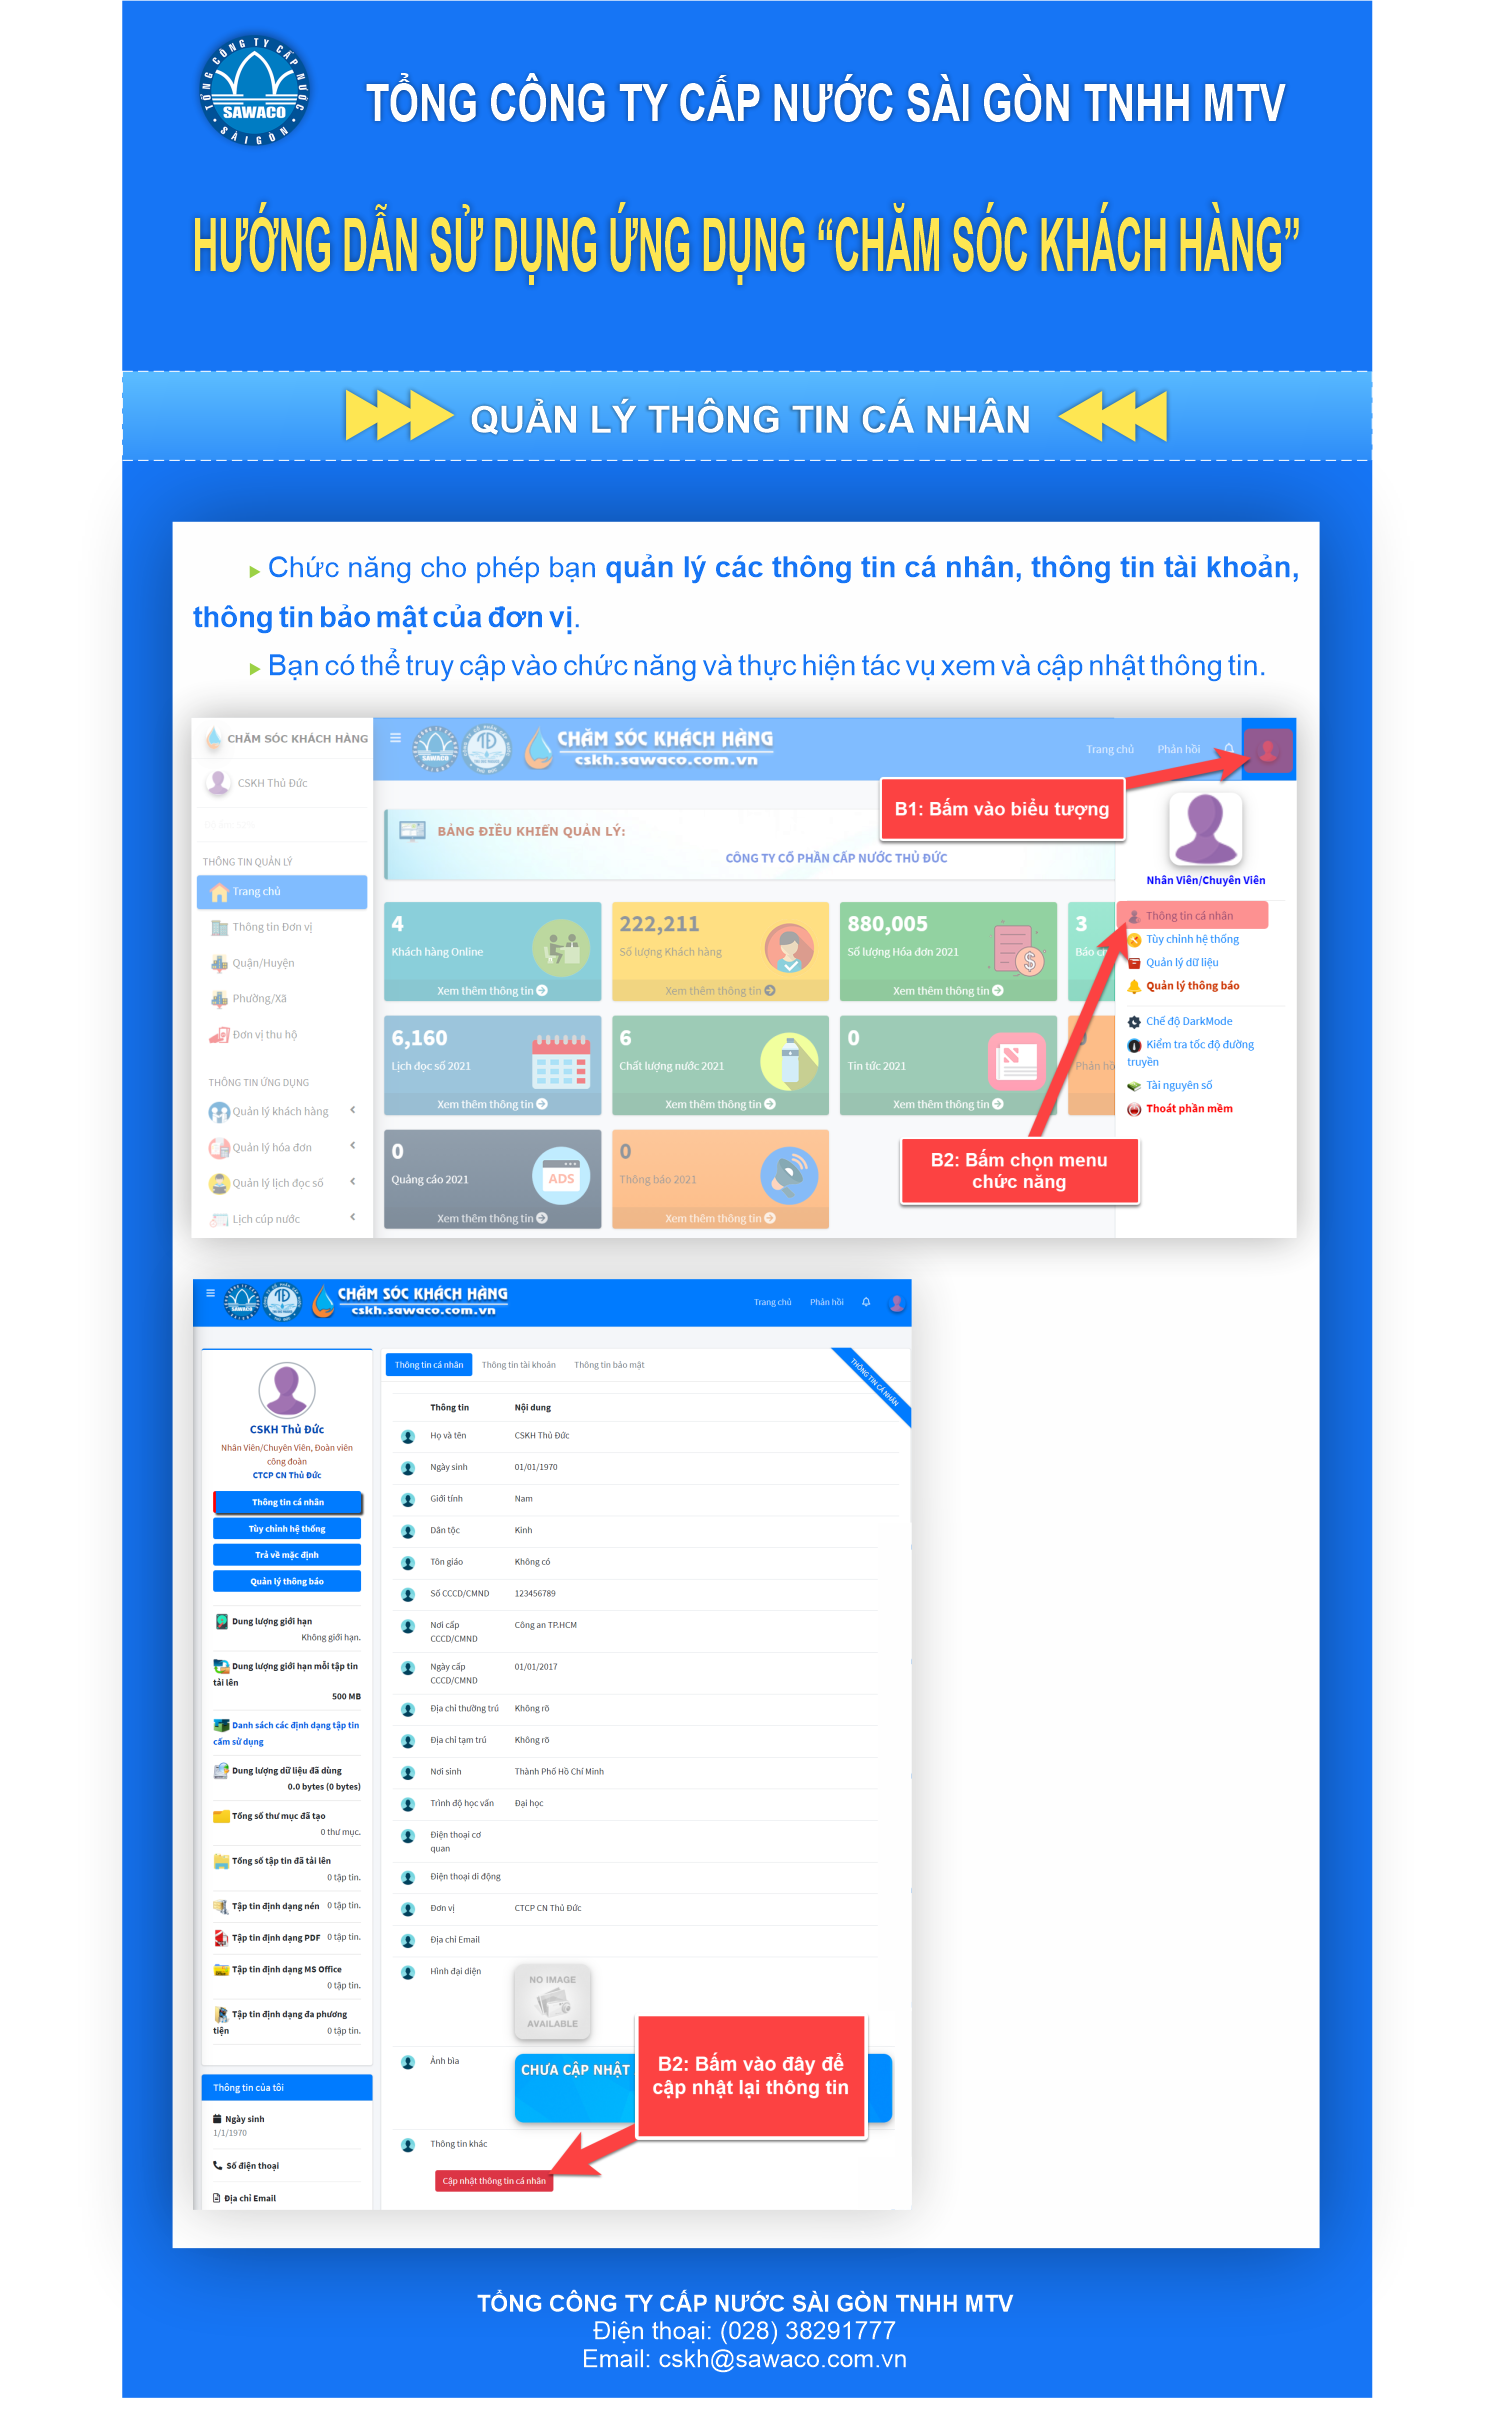 TỔNG CÔNG TY CẤP NƯỚC
SAWACO
SÀI GÒN
TỔNG CÔNG TY CẤP NƯỚC SÀI GÒN TNHH MTV
HƯỚNG DẪN SỬ DỤNG ỨNG DỤNG “CHĂM SÓC KHÁCH HÀNG”
QUẢN LÝ THÔNG TIN CÁ NHÂN
Chức năng cho phép bạn quản lý các thông tin cá nhân, thông tin tài khoản,
thông tin bảo mật của đơn vị.
Bạn có thể truy cập vào chức năng và thực hiện tác vụ xem và cập nhật thông tin.
CHĂM SÓC KHÁCH HÀNG
CHĂM SÓC KHÁCH HÀNG
cskh.sawaco.com.vn
Trang chủ Phản hồi
CSKH Thủ Đức
B1: Bấm vào biểu tượng
BẢNG ĐIỀU KHIỂN QUẢN LÝ:
CÔNG TY CỔ PHẦN CẤP NƯỚC THỦ ĐỨC
Nhân Viên/Chuyên Viên
THÔNG TIN QUẢN LÝ
Trang chủ
Thông tin Đơn vị
Quận/Huyện
Phường/Xã
Đơn vị thu hộ
THÔNG TIN ỨNG DỤNG
Quản lý khách hàng
Quản lý hóa đơn
Quản lý lịch đọc số
Lịch cúp nước
4
Khách hàng Online
Xem thêm thông tin
222,211
Số lượng Khách hàng
Xem thêm thông tin
880,005
Số lượng Hóa đơn 2021
Xem thêm thông tin
3
Báo c
6,160
Lịch đọc số 2021
Xem thêm thông tin
6
Chất lượng nước 2021
Xem thêm thông tin
0
Tin tức 2021
Xem thêm thông tin
Phản hồ
0
Quảng cáo 2021
ADS
Xem thêm thông tin
0
Thông báo 2021
Xem thêm thông tin
Thông tin cá nhân
Tùy chỉnh hệ thống
Quản lý dữ liệu
Quản lý thông báo
Chế độ DarkMode
Kiểm tra tốc độ đường
truyền
Tài nguyên số
Thoát phần mềm
B2: Bấm chọn menu
chức năng
CHĂM SÓC KHÁCH HÀNG
cskh.sawaco.com.vn
Trang chủ Phản hồi
CSKH Thủ Đức
Nhân Viên/Chuyên Viên, Đoàn viên
công đoàn
CTCP CN Thủ Đức
Thông tin cá nhân
Tùy chỉnh hệ thống
Trả về mặc định
Quản lý thông báo
Dung lượng giới hạn
Không giới hạn.
Dung lượng giới hạn mỗi tập tin
tải lên
500 MB
Danh sách các định dạng tập tin
cấm sử dụng
Dung lượng dữ liệu đã dùng
0.0 bytes (0 bytes)
Tổng số thư mục đã tạo
0 thư mục.
Tổng số tập tin đã tải lên
0 tập tin.
Tập tin định dạng nén 0 tập tin.
Tập tin định dạng PDF 0 tập tin.
Tập tin định dạng MS Office
0 tập tin.
Tập tin định dạng đa phương
tiện 0 tập tin.
Thông tin của tôi
Ngày sinh
1/1/1970
Số điện thoại
Địa chỉ Email
Thông tin cá nhân Thông tin tài khoản Thông tin bảo mật
THÔNG TIN CÁ NHÂN
Thông tin Nội dung
Họ và tên CSKH Thủ Đức
Ngày sinh 01/01/1970
Giới tính Nam
Dân tộc Kinh
Tôn giáo Không có
Số CCCD/CMND 123456789
Nơi cấp Công an TP.HCM
CCCD/CMND
Ngày cấp 01/01/2017
CCCD/CMND
Địa chỉ thường trú Không rõ
Địa chỉ tạm trú Không rõ
Nơi sinh Thành Phố Hồ Chí Minh
Trình độ học vấn Đại học
Điện thoại cơ
quan
Điện thoại di động
Đơn vị CTCP CN Thủ Đức
Địa chỉ Email
Hình đại diện
NO IMAGE
AVAILABLE
Ảnh bìa
CHƯA CẬP NHẬT
B2: Bấm vào đây để
cập nhật lại thông tin
Thông tin khác
Cập nhật thông tin cá nhân
TỔNG CÔNG TY CẤP NƯỚC SÀI GÒN TNHH MTV
Điện thoại: (028) 38291777
Email: cskh@sawaco.com.vn